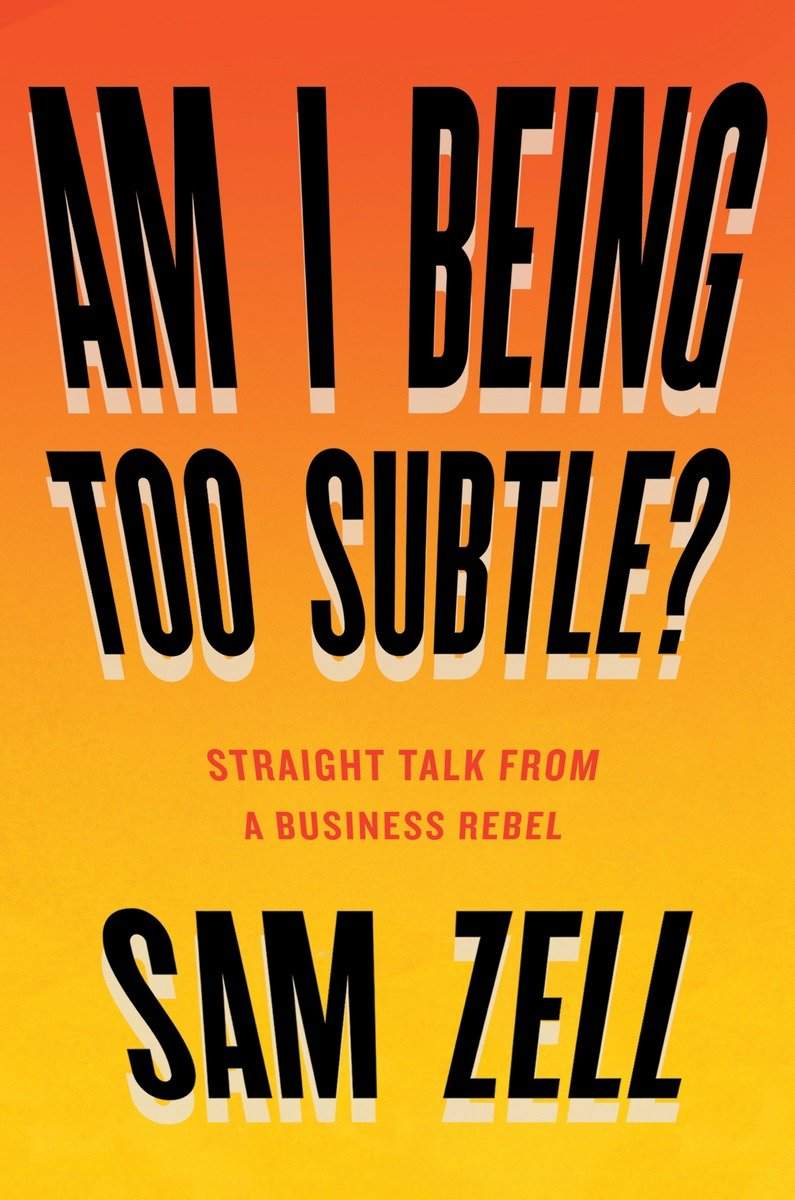 AM I BEING
TOO SUBTLE?
STRAIGHT TALK FROM
A BUSINESS REBEL
SAM ZELL